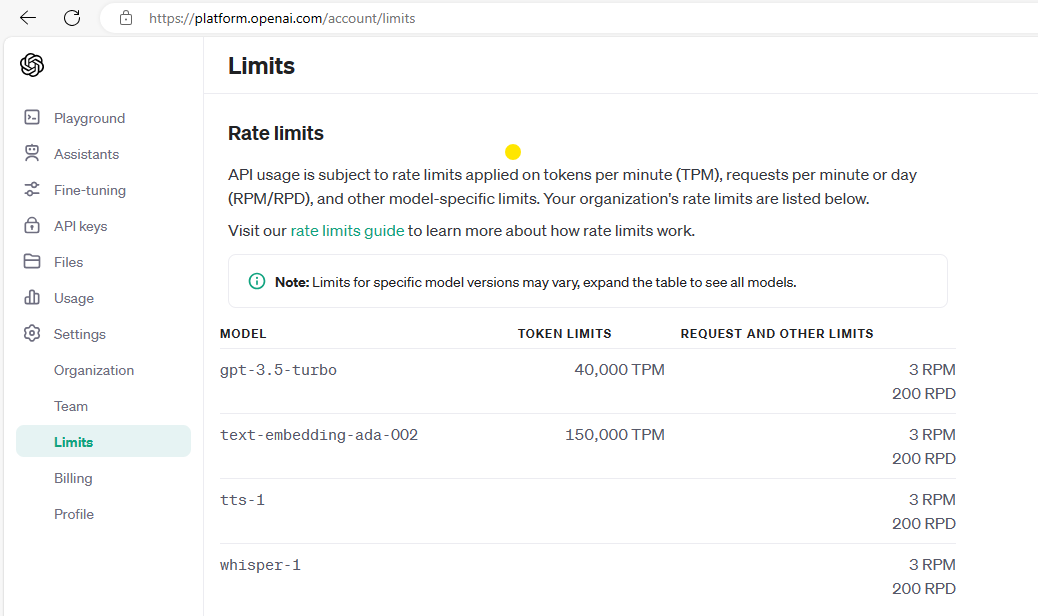 https://platform.openai.com/account/limits
Limits
Playground
Assistants
Fine-tuning
API keys
Files
Usage
Settings
Organization
Team
Limits
Billing
Profile
Rate limits
API usage is subject to rate limits applied on tokens per minute (TPM), requests per minute or day
(RPM/RPD), and other model-specific limits. Your organization's rate limits are listed below.
Visit our rate limits guide to learn more about how rate limits work.
Note: Limits for specific model versions may vary, expand the table to see all models.
MODEL TOKEN LIMITS REQUEST AND OTHER LIMITS
gpt-3.5-turbo 40,000 TPM 3 RPM
200 RPD
text-embedding-ada-002 150,000 TPM 3 RPM
200 RPD
tts-1 3 RPM
200 RPD
whisper-1 3 RPM
200 RPD